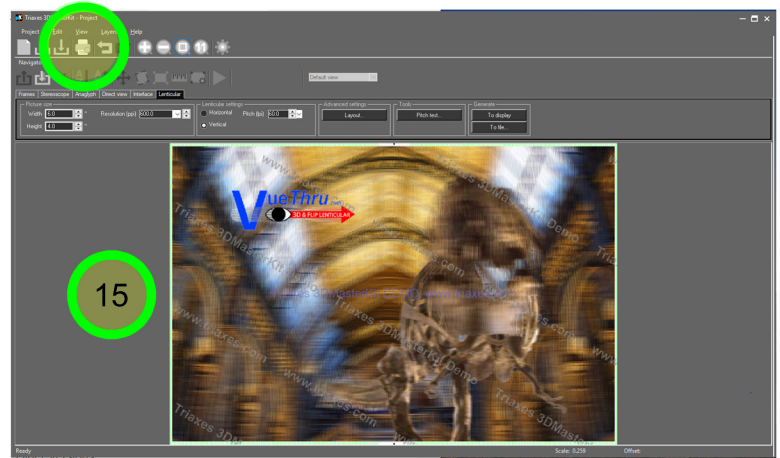 Triaxes 3D - Project
Project Edit View Layers Help
Navigator
Default view
Frames Stereoscope Anaglyph Direct view Interlace Lenticular
Picture size
Width 6.0 "
Height 4.0 "
Resolution (ppi) 600.0
Lenticular settings
Horizontal
Vertical
Pitch (lpi) 60.0
Advanced settings
Layout...
Tools
Pitch test...
Generate
To display
To file...
VueThru
3D & FLIP LENTICULAR
www.triaxes.com
Triaxes 3DMasterKit Demo
15
Ready
Scale: 0.259
Offset: